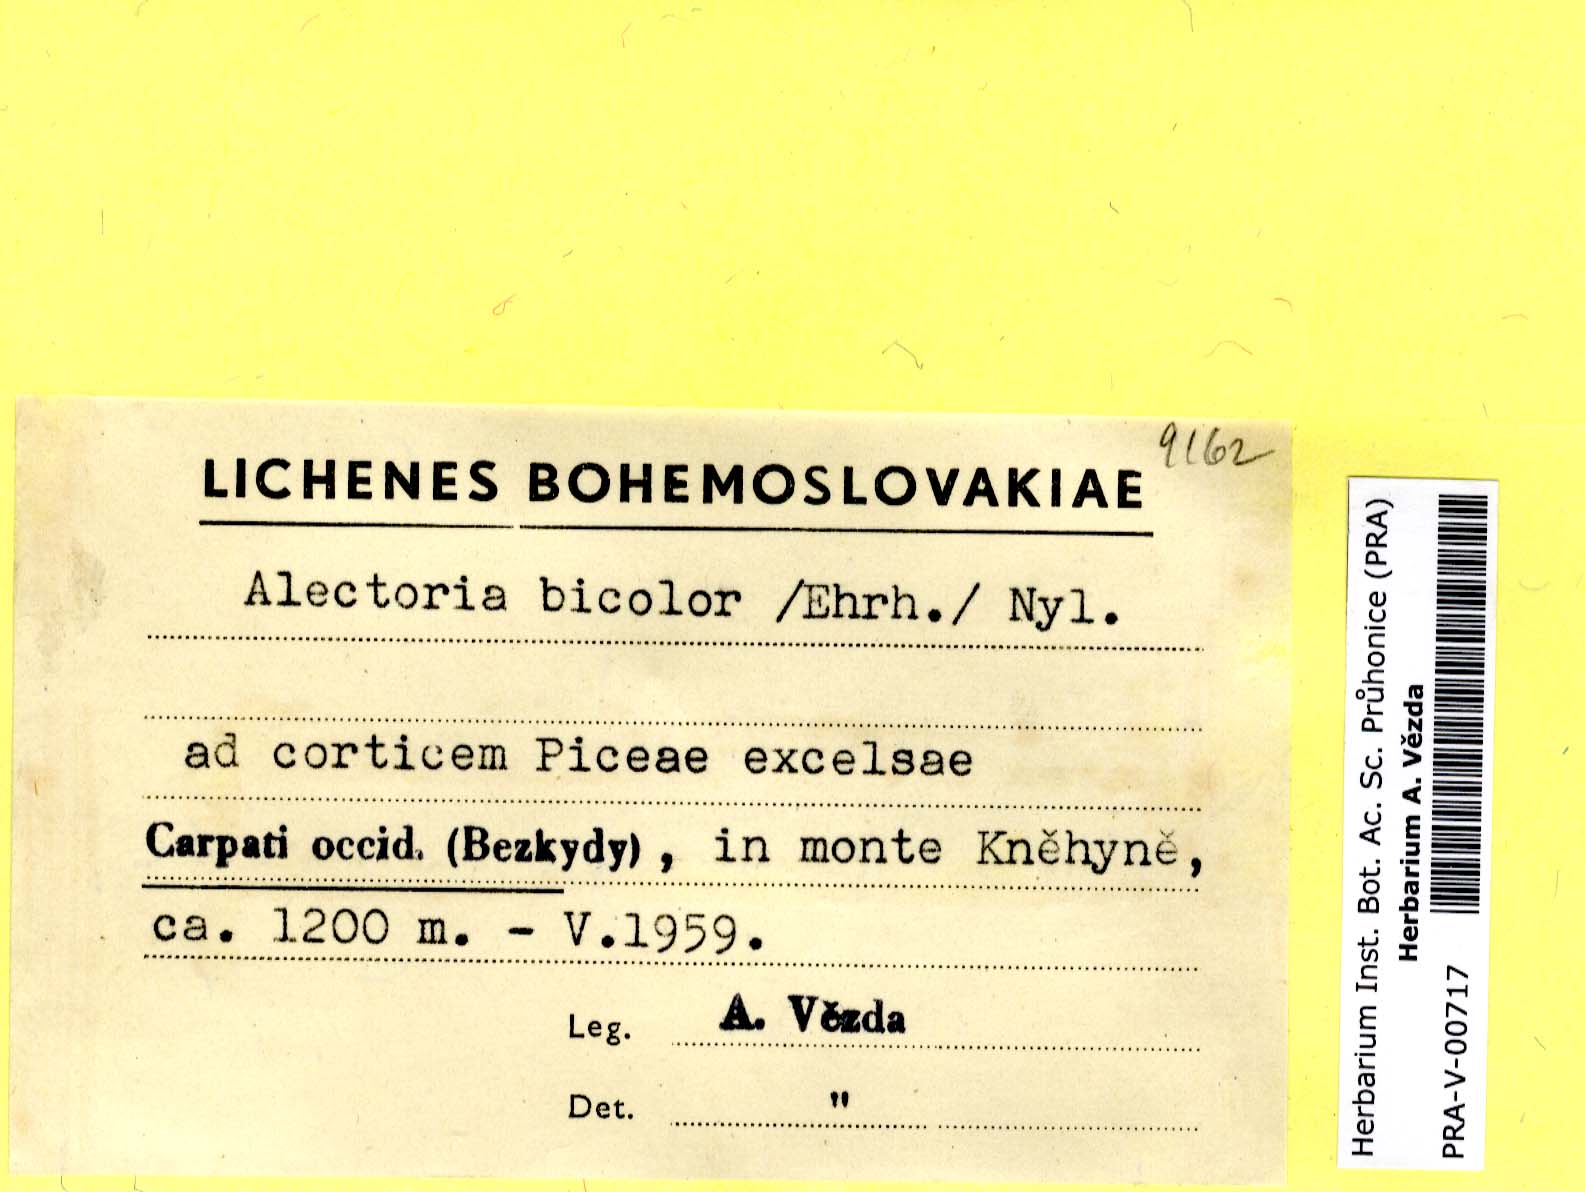 9162
LICHENES BOHEMOSLOVAKIAE
Alectoria bicolor /Ehrh./ Nyl.
ad corticem Piceae excelsae
Carpati occid. (Bezkydy), in monte Kněhyně,
ca. 1200 m. - V.1959.
Leg. A. Vězda
Det. "
Herbarium Inst. Bot. Ac. Sc. Průhonice (PRA)
Herbarium A. Vězda
PRA-V-00717